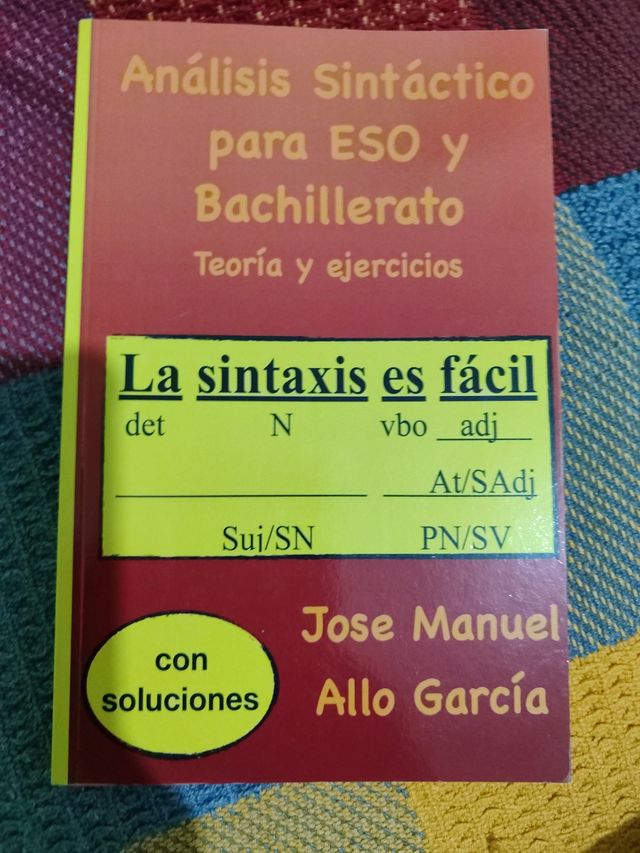 Análisis Sintáctico
para ESO y
Bachillerato
Teoría y ejercicios
La sintaxis es fácil
det N vbo adj
At/SAdj
Suj/SN PN/SV
Jose Manuel
Allo García
con
soluciones